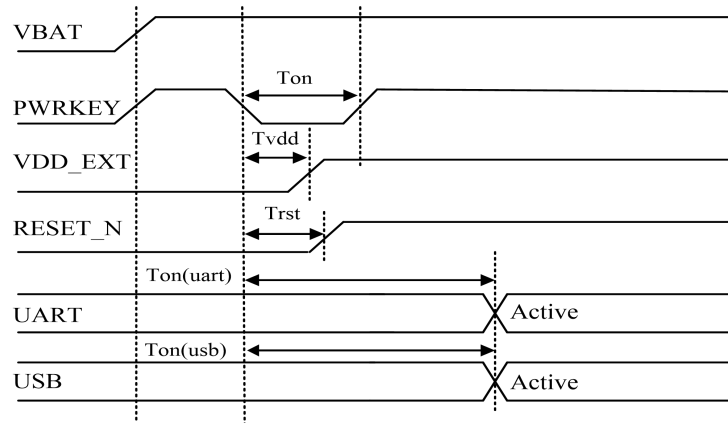 VBAT
Ton
PWRKEY
Tvdd
VDD_EXT
Trst
RESET_N
Ton(uart)
UART Active
Ton(usb)
USB Active